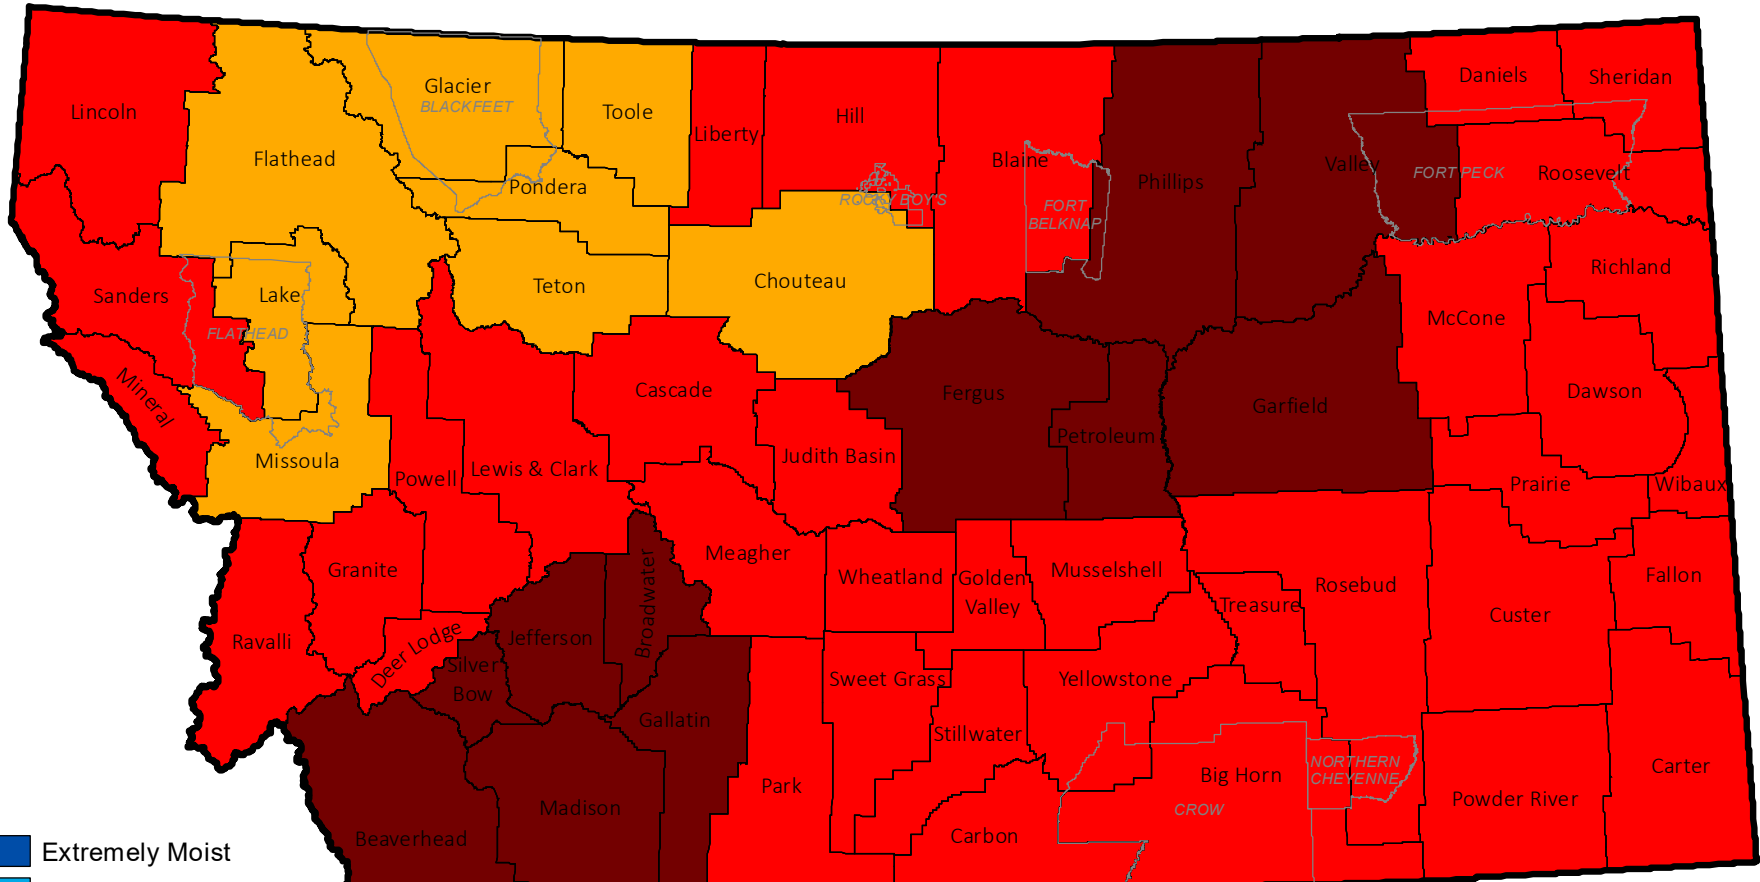 Lincoln
Flathead
Glacier
BLACKFEET
Toole
Pondera
Liberty
Hill
Blaine
Phillips
Valley
Daniels
Sheridan
FORT PECK
Roosevelt
ROCKY BOY'S
FORT
BELKNAP
Sanders
Lake
FLATHEAD
Teton
Chouteau
Richland
McCone
Mineral
Cascade
Fergus
Petroleum
Garfield
Dawson
Missoula
Powell
Lewis & Clark
Judith Basin
Prairie
Wibaux
Granite
Meagher
Broadwater
Wheatland
Golden
Valley
Musselshell
Treasure
Rosebud
Custer
Fallon
Ravalli
Deer Lodge
Jefferson
Silver
Bow
Gallatin
Sweet Grass
Yellowstone
Stillwater
Park
Big Horn
NORTHERN
CHEYENNE
CROW
Carter
Powder River
Beaverhead
Madison
Carbon
Extremely Moist